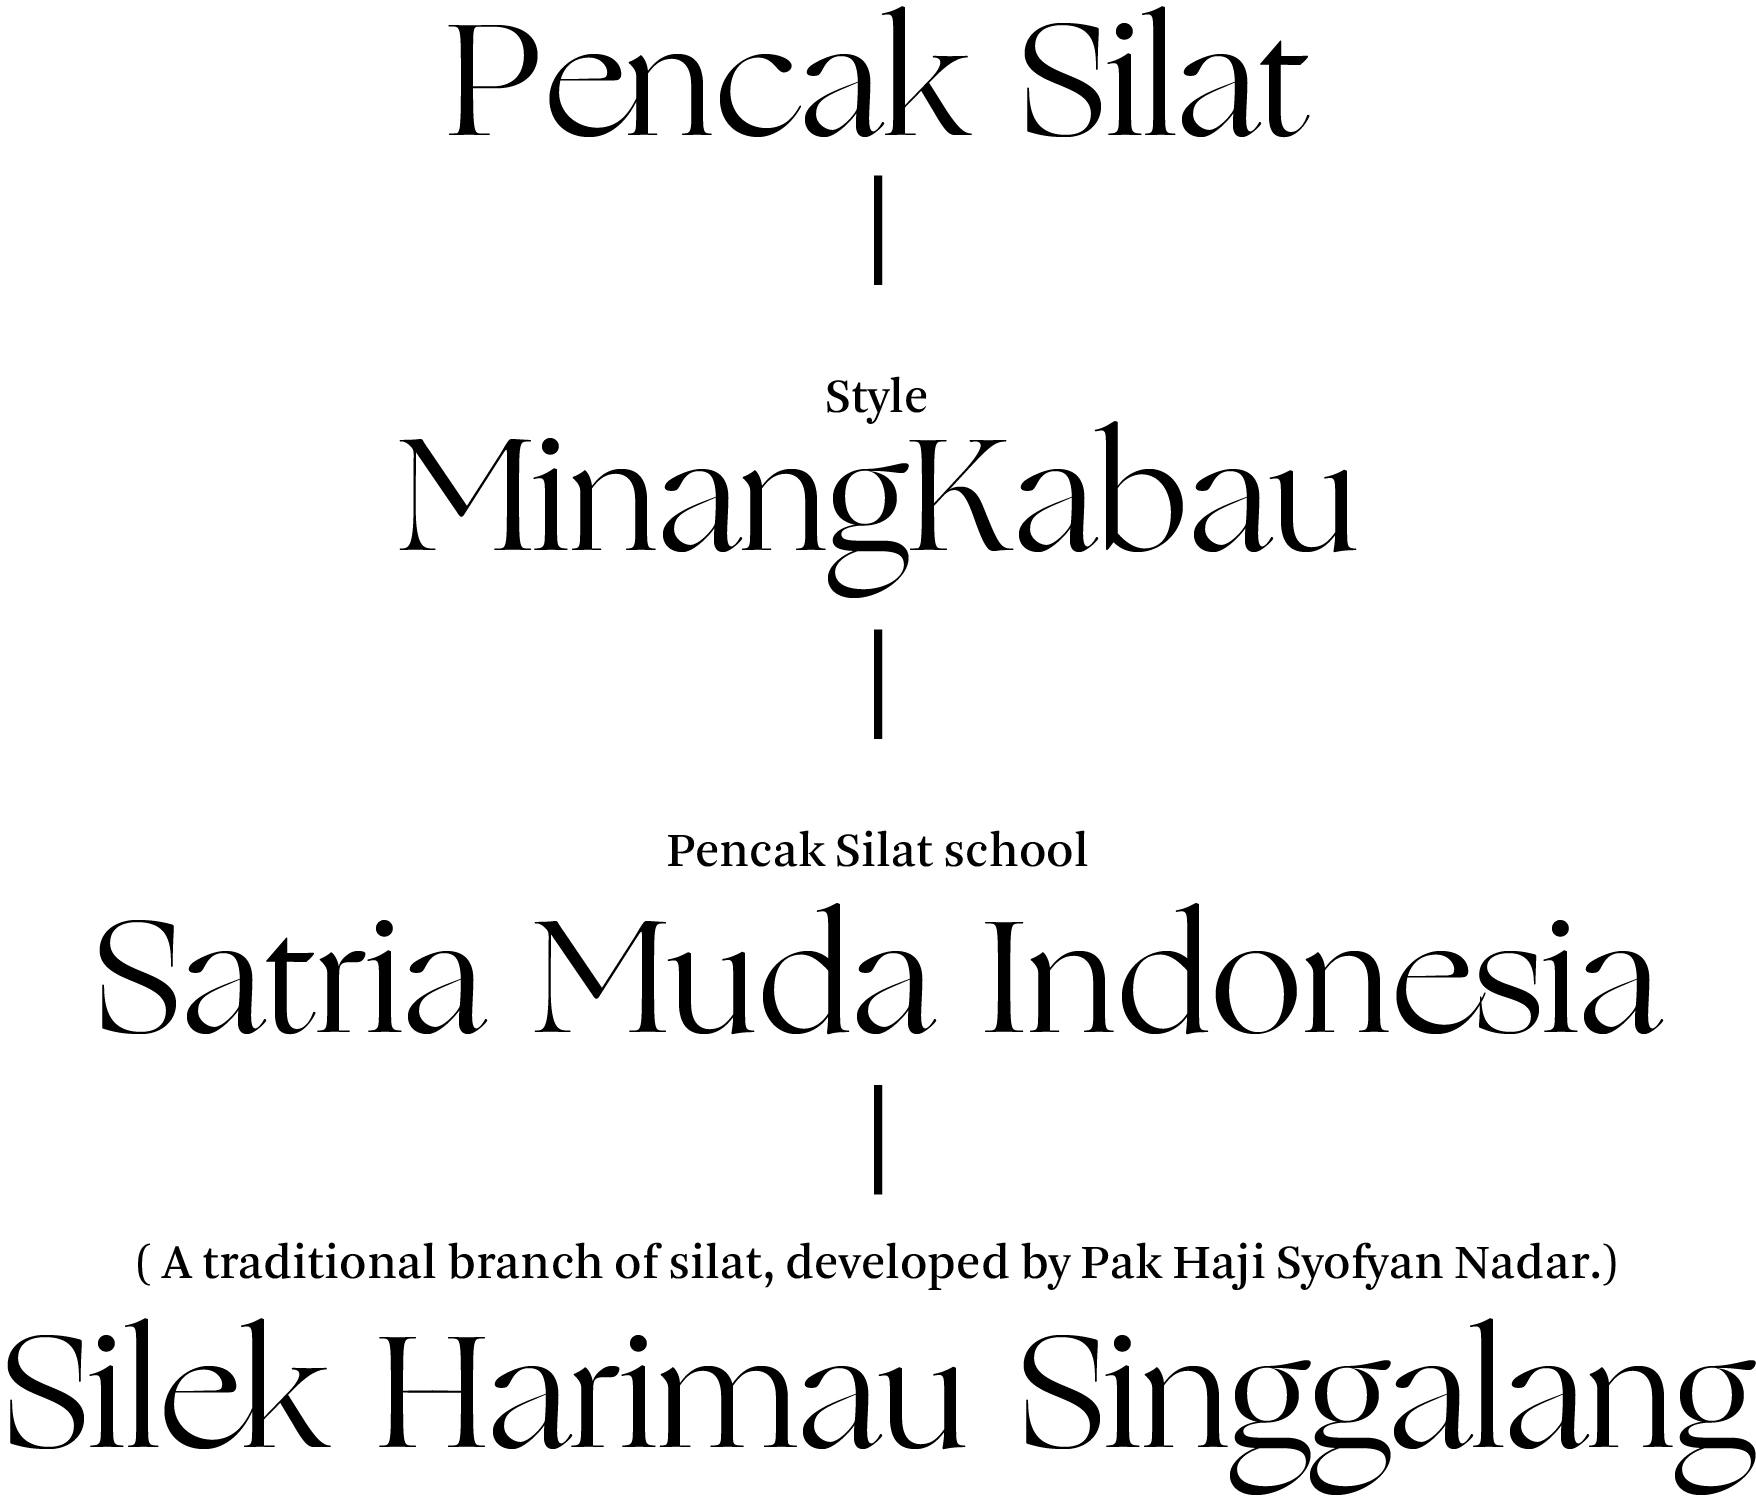 Pencak Silat
Style
MinangKabau
Pencak Silat school
Satria Muda Indonesia
( A traditional branch of silat, developed by Pak Haji Syofyan Nadar.)
Silek Harimau Singgalang